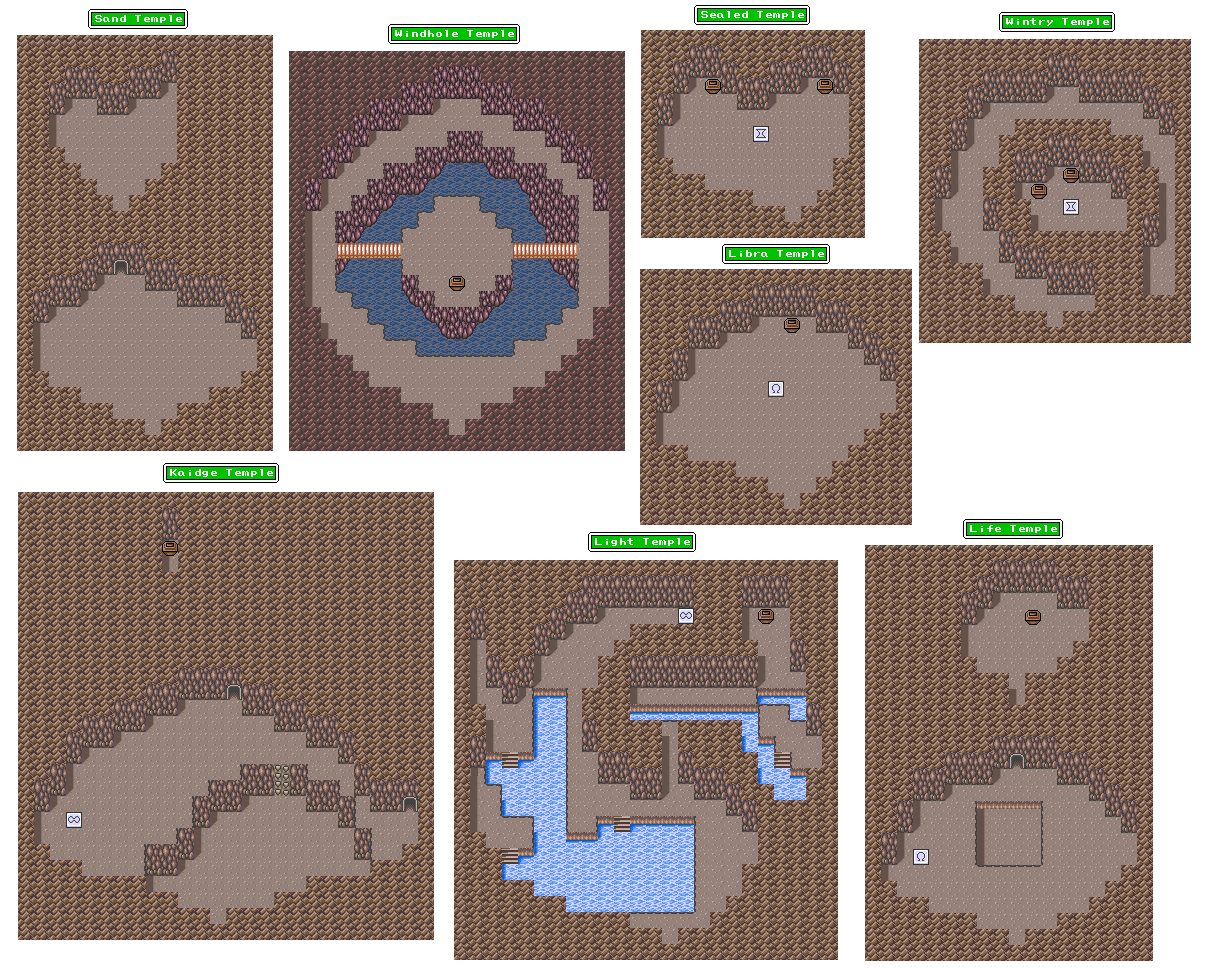 Sand Temple
Windhole Temple
Sealed Temple
Wintry Temple
Libra Temple
Kaidge Temple
Light Temple
Life Temple
Ω
∞
∞
Ω